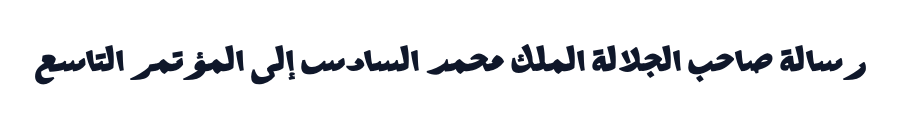 رسالة صاحب الجلالة الملك محمد السادس إلى المؤتمر التاسع